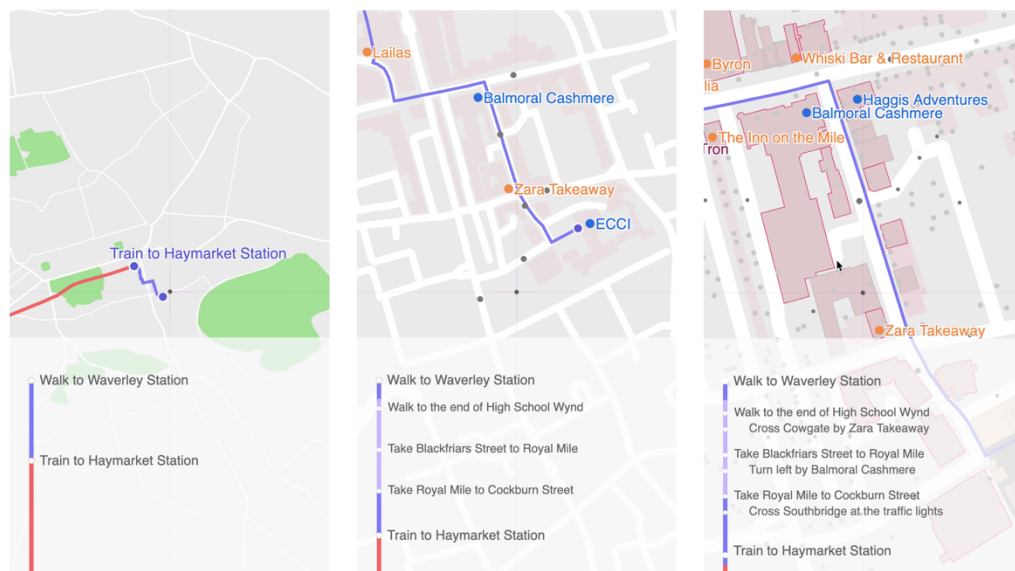 Train to Haymarket Station
Walk to Waverley Station
Train to Haymarket Station
Lailas
Balmoral Cashmere
Zara Takeaway
ECCI
Walk to Waverley Station
Walk to the end of High School Wynd
Take Blackfriars Street to Royal Mile
Take Royal Mile to Cockburn Street
Train to Haymarket Station
Whiski Bar & Restaurant
Byron
lia
Haggis Adventures
Balmoral Cashmere
The Inn on the Mile
Tron
Zara Takeaway
Walk to Waverley Station
Walk to the end of High School Wynd
Cross Cowgate by Zara Takeaway
Take Blackfriars Street to Royal Mile
Turn left by Balmoral Cashmere
Take Royal Mile to Cockburn Street
Cross Southbridge at the traffic lights
Train to Haymarket Station